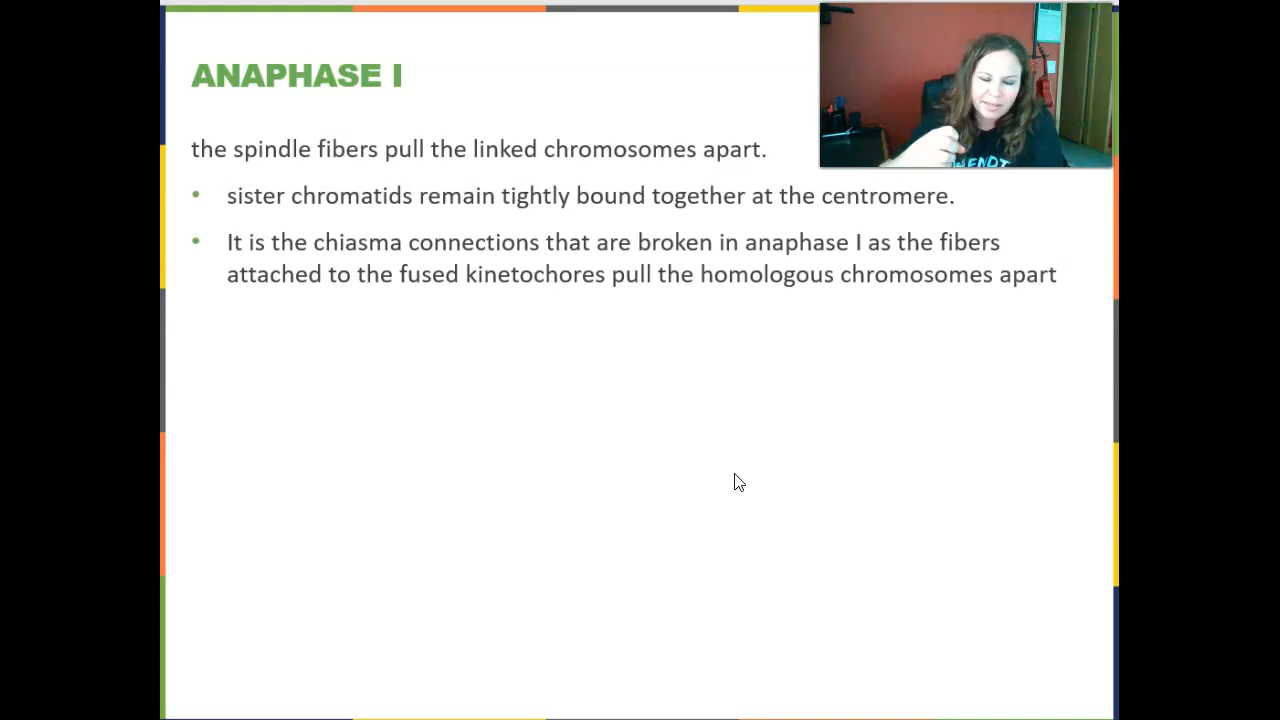 ANAPHASE I
the spindle fibers pull the linked chromosomes apart.
• sister chromatids remain tightly bound together at the centromere.
• It is the chiasma connections that are broken in anaphase I as the fibers
attached to the fused kinetochores pull the homologous chromosomes apart